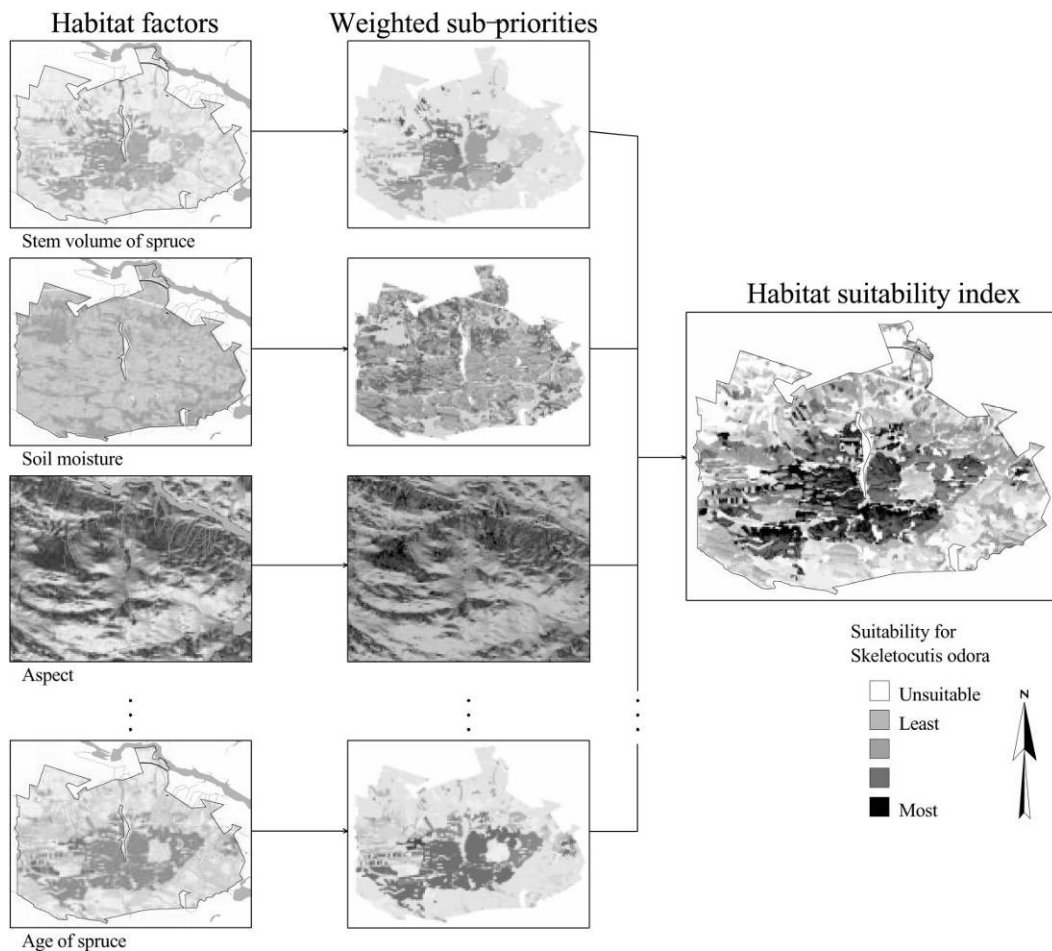 Habitat factors
Weighted sub-priorities
Stem volume of spruce
Soil moisture
Habitat suitability index
Aspect
Suitability for
Skeletocutis odora
Unsuitable
Least
Most
N
Age of spruce